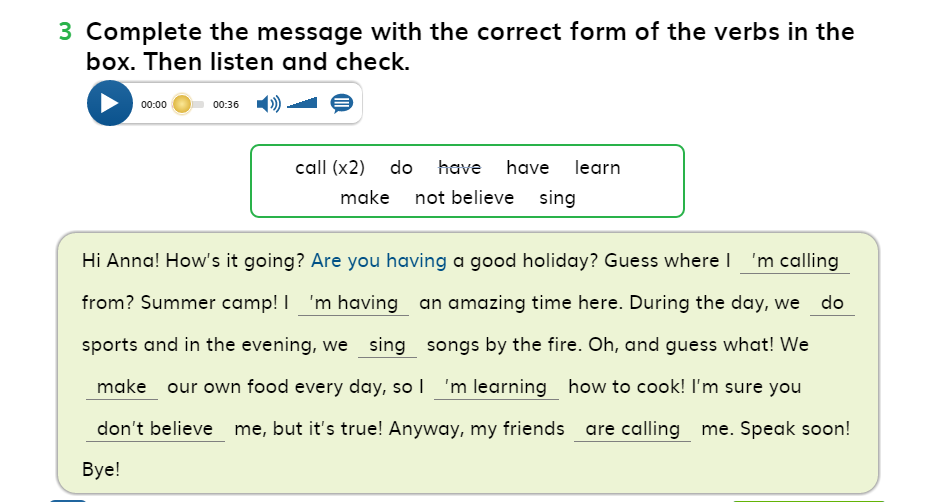 3 Complete the message with the correct form of the verbs in the
box. Then listen and check.
00:00 00:36
call (x2) do have have learn
make not believe sing
Hi Anna! How's it going? Are you having a good holiday? Guess where I 'm calling
from? Summer camp! I 'm having an amazing time here. During the day, we do
sports and in the evening, we sing songs by the fire. Oh, and guess what! We
make our own food every day, so I 'm learning how to cook! I'm sure you
don't believe me, but it's true! Anyway, my friends are calling me. Speak soon!
Bye!